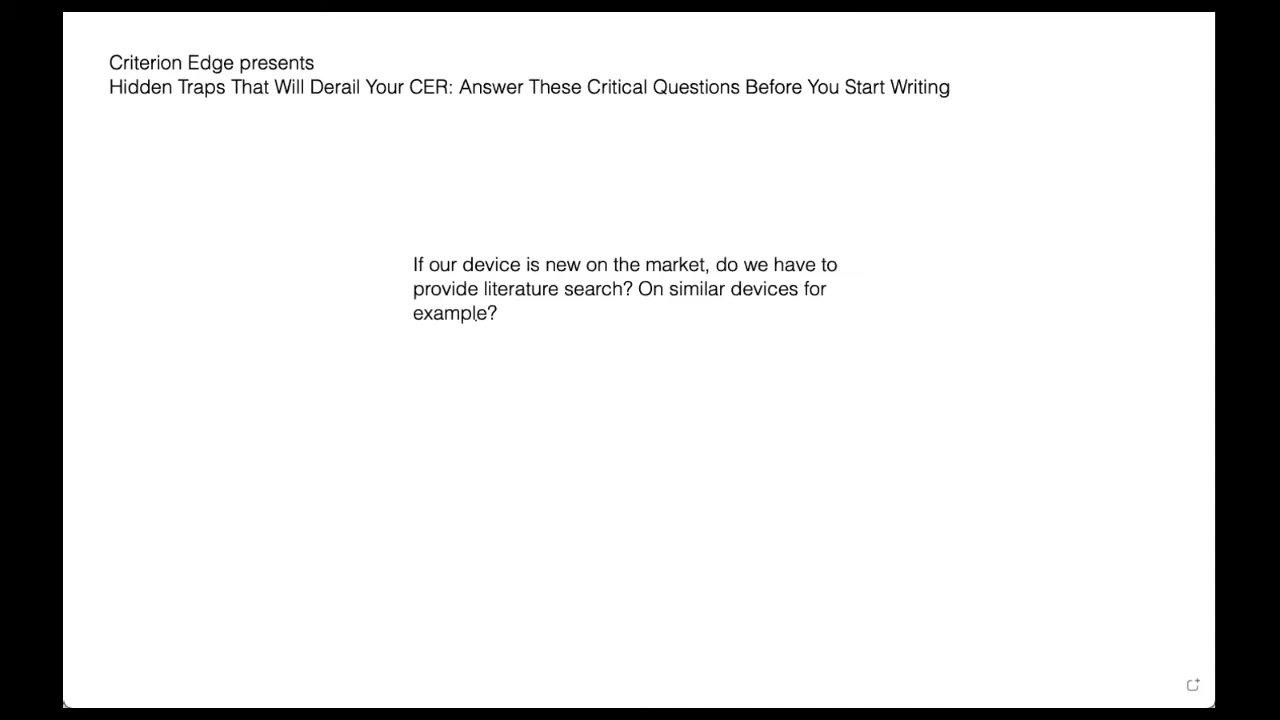 Criterion Edge presents
Hidden Traps That Will Derail Your CER: Answer These Critical Questions Before You Start Writing
If our device is new on the market, do we have to
provide literature search? On similar devices for
example?